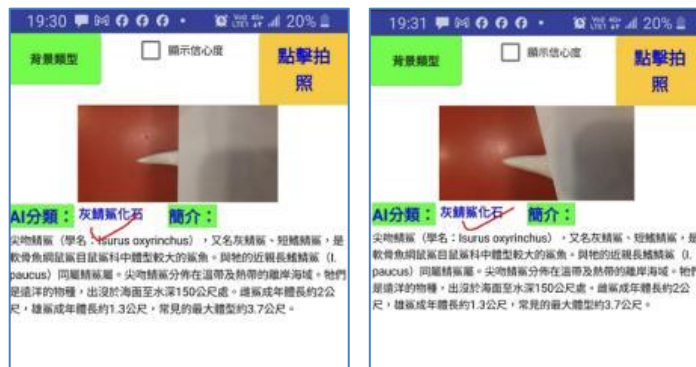 19:30
20%
背景類型
顯示信心度
點擊拍
照
AI分類：
灰鯖鯊化石
簡介：
尖吻鯖鯊（學名：Isurus oxyrinchus），又名灰鯖鯊、短鰭鯖鯊，是
軟骨魚綱鼠鯊目鼠鯊科中體型較大的鯊魚。與牠的近親長鰭鯖鯊（I.
paucus）同屬鯖鯊屬。尖吻鯖鯊分佈在溫帶及熱帶的離岸海域。牠們
是遠洋的物種，出沒於海面至水深150公尺處。雌鯊成年體長約2公
尺，雄鯊成年體長約1.3公尺，常見的最大體型約3.7公尺。
19:31
20%
背景類型
顯示信心度
點擊拍
照
AI分類：
灰鯖鯊化石
簡介：
尖吻鯖鯊（學名：Isurus oxyrinchus），又名灰鯖鯊、短鰭鯖鯊，是
軟骨魚綱鼠鯊目鼠鯊科中體型較大的鯊魚。與牠的近親長鰭鯖鯊（I.
paucus）同屬鯖鯊屬。尖吻鯖鯊分佈在溫帶及熱帶的離岸海域。牠們
是遠洋的物種，出沒於海面至水深150公尺處。雌鯊成年體長約2公
尺，雄鯊成年體長約1.3公尺，常見的最大體型約3.7公尺。